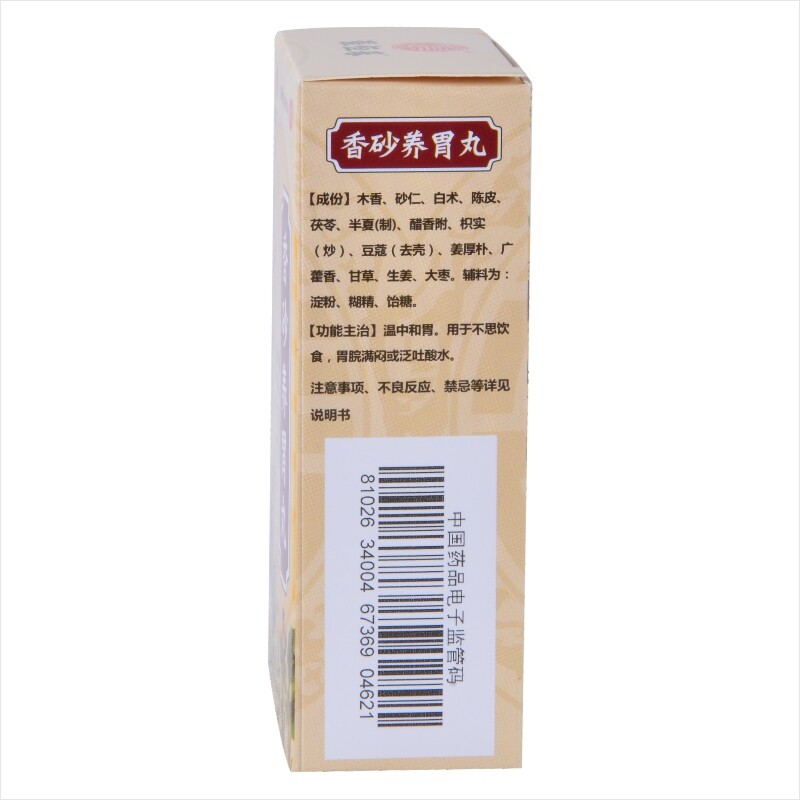 香砂养胃丸
【成份】木香、砂仁、白术、陈皮、
茯苓、半夏(制)、醋香附、枳实
（炒）、豆蔻（去壳）、姜厚朴、广
藿香、甘草、生姜、大枣。辅料为：
淀粉、糊精、饴糖。
【功能主治】温中和胃。用于不思饮
食，胃脘满闷或泛吐酸水。
注意事项、不良反应、禁忌等详见
说明书
中国药品电子监管码
81026 34004 67369 04621